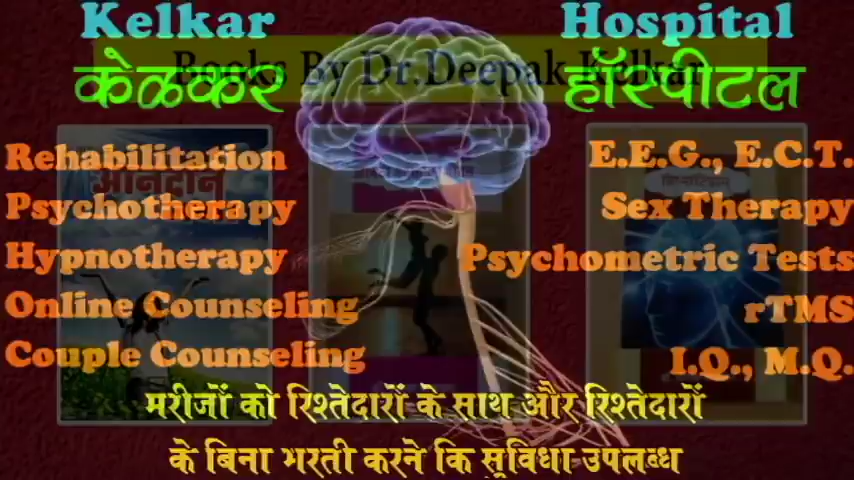 Kelkar Hospital
Books By Dr.Deepak Kelkar
केळकर हॉस्पीटल
Rehabilitation
Psychotherapy
Hypnotherapy
Online Counseling
Couple Counseling
E.E.G., E.C.T.
Sex Therapy
Psychometric Tests
rTMS
I.Q., M.Q.
मरीजों को रिश्तेदारों के साथ और रिश्तेदारों
के बिना भरती करने कि सुविधा उपलब्ध